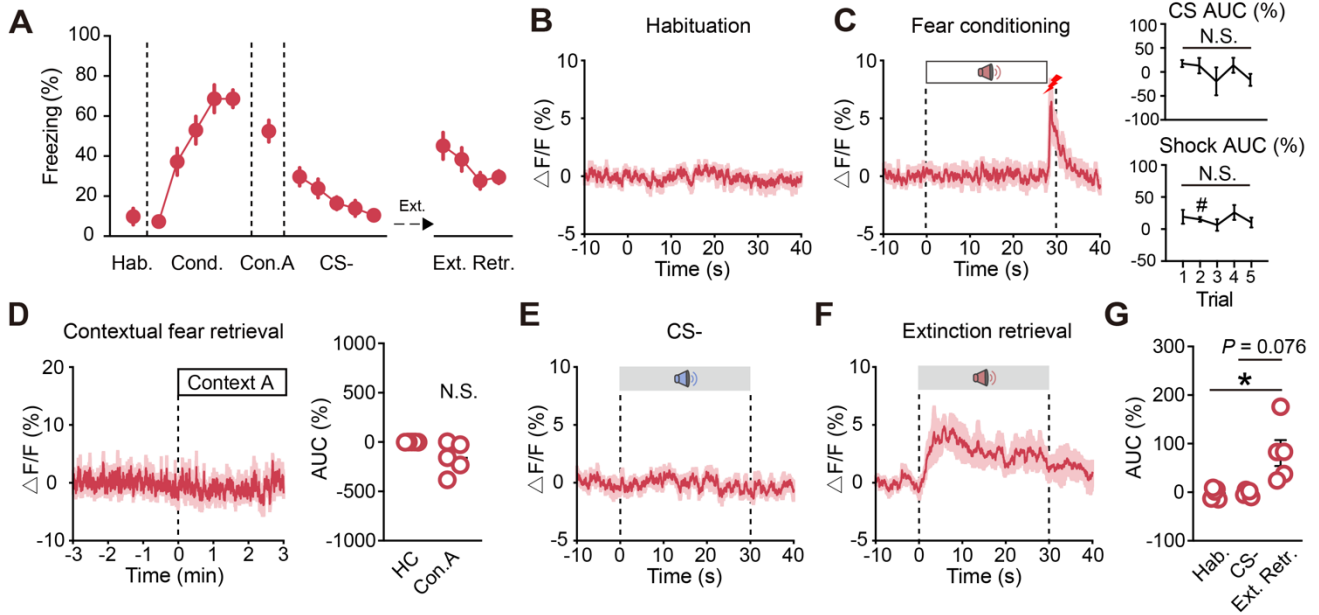 A
Freezing (%)
100
80
60
40
20
0
Hab.
Cond.
Con.A
CS-
Ext.
Ext. Retr.
B
Habituation
△F/F (%)
10
5
0
-5
-10 0 10 20 30 40
Time (s)
C
Fear conditioning
△F/F (%)
10
5
0
-5
-10 0 10 20 30 40
Time (s)
CS AUC (%)
N.S.
100
50
0
-50
-100
Shock AUC (%)
N.S.
#
50
0
-50
1 2 3 4 5
Trial
D
Contextual fear retrieval
Context A
△F/F (%)
20
10
0
-10
-3 -2 -1 0 1 2 3
Time (min)
AUC (%)
1000
500
0
-500
-1000
N.S.
HC
Con.A
E
CS-
△F/F (%)
10
5
0
-5
-10 0 10 20 30 40
Time (s)
F
Extinction retrieval
△F/F (%)
10
5
0
-5
-10 0 10 20 30 40
Time (s)
G
P = 0.076
*
AUC (%)
300
200
100
0
-100
Hab.
CS-
Ext. Retr.